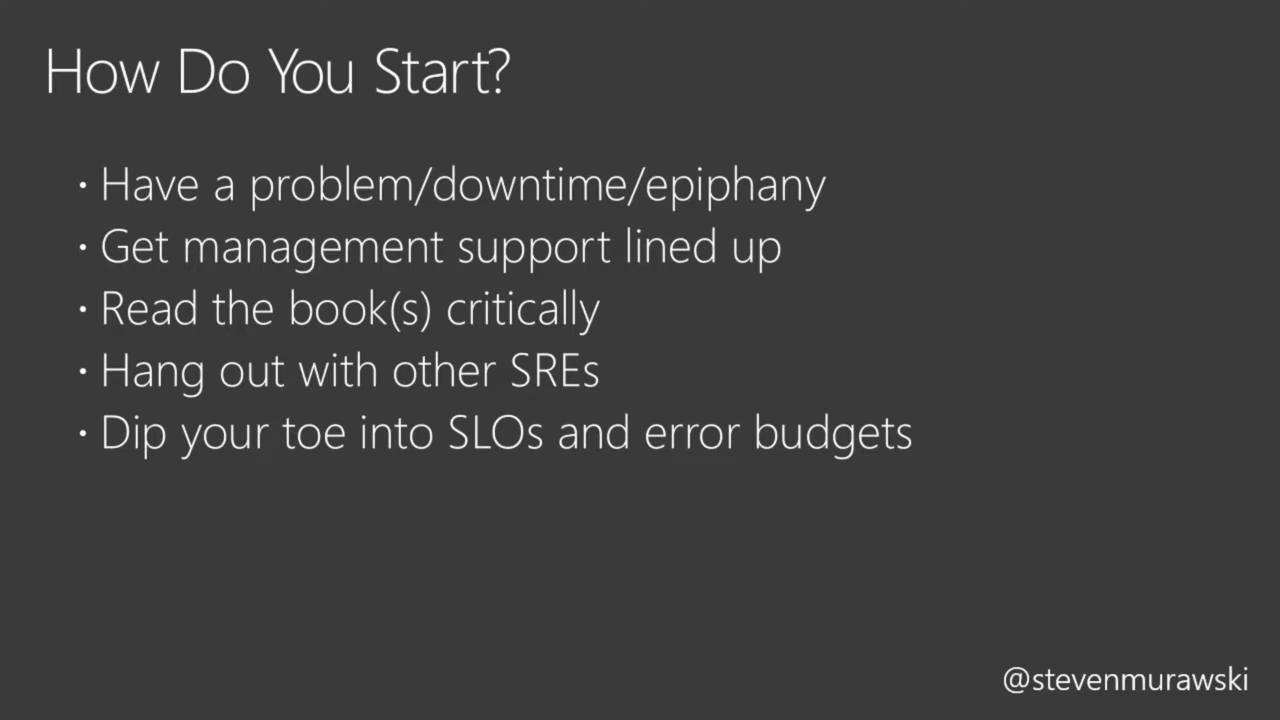 How Do You Start?
· Have a problem/downtime/epiphany
· Get management support lined up
· Read the book(s) critically
· Hang out with other SREs
· Dip your toe into SLOs and error budgets
@stevenmurawski